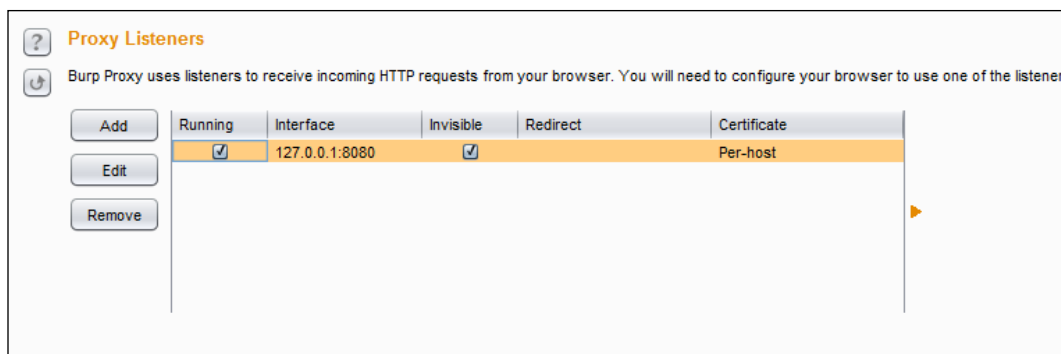 ?
Proxy Listeners
Burp Proxy uses listeners to receive incoming HTTP requests from your browser. You will need to configure your browser to use one of the listener
Add
Running Interface Invisible Redirect Certificate
127.0.0.1:8080 Per-host
Edit
Remove